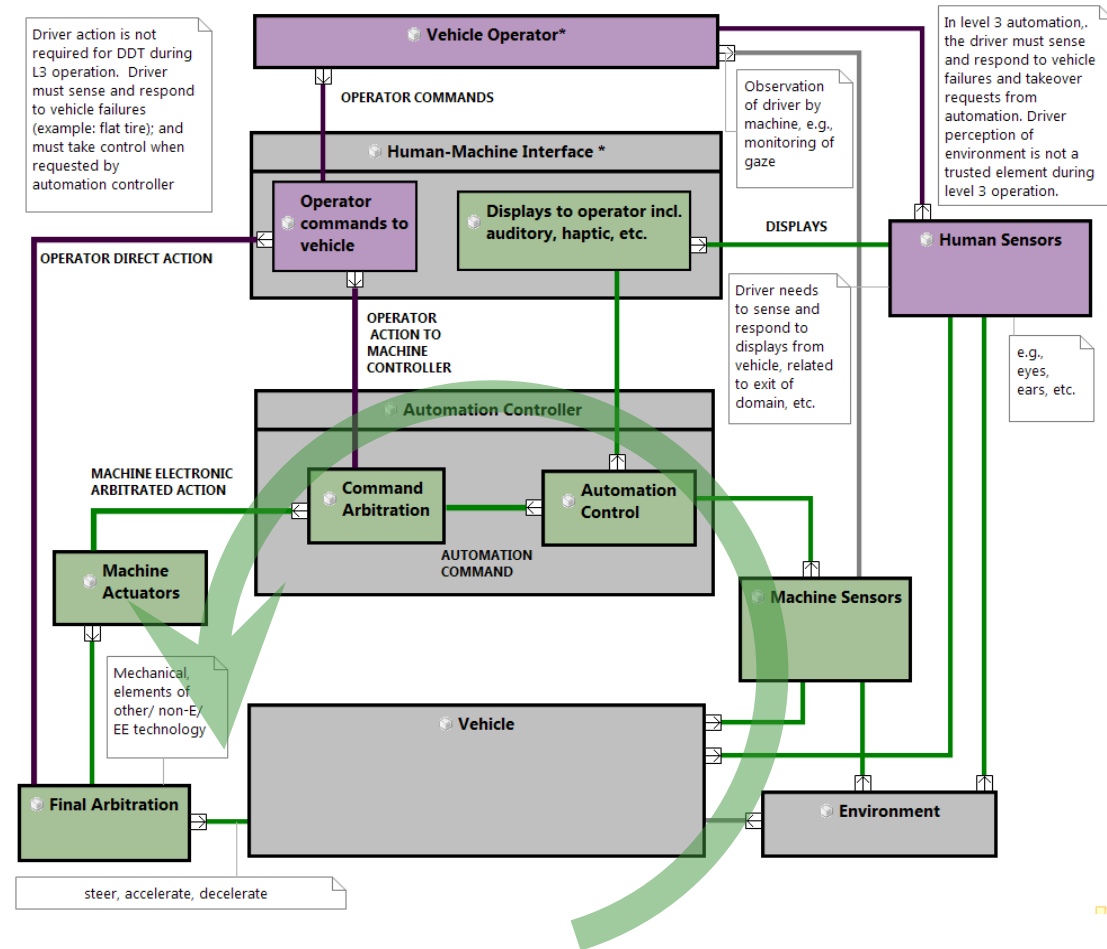 Driver action is not
required for DDT during
L3 operation.  Driver
must sense and respond
to vehicle failures
(example: flat tire); and
must take control when
requested by
automation controller
Vehicle Operator*
In level 3 automation,.
the driver must sense
and respond to vehicle
failures and takeover
requests from
automation. Driver
perception of
environment is not a
trusted element during
level 3 operation.
OPERATOR COMMANDS
Observation
of driver by
machine, e.g.,
monitoring of
gaze
Human-Machine Interface *
Operator
commands to
vehicle
Displays to operator incl.
auditory, haptic, etc.
DISPLAYS
Human Sensors
OPERATOR DIRECT ACTION
Driver needs
to sense and
respond to
displays from
vehicle, related
to exit of
domain, etc.
OPERATOR
ACTION TO
MACHINE
CONTROLLER
e.g.,
eyes,
ears, etc.
Automation Controller
MACHINE ELECTRONIC
ARBITRATED ACTION
Command
Arbitration
Automation
Control
AUTOMATION
COMMAND
Machine
Actuators
Machine Sensors
Mechanical,
elements of
other/ non-E/
EE technology
Vehicle
Final Arbitration
Environment
steer, accelerate, decelerate